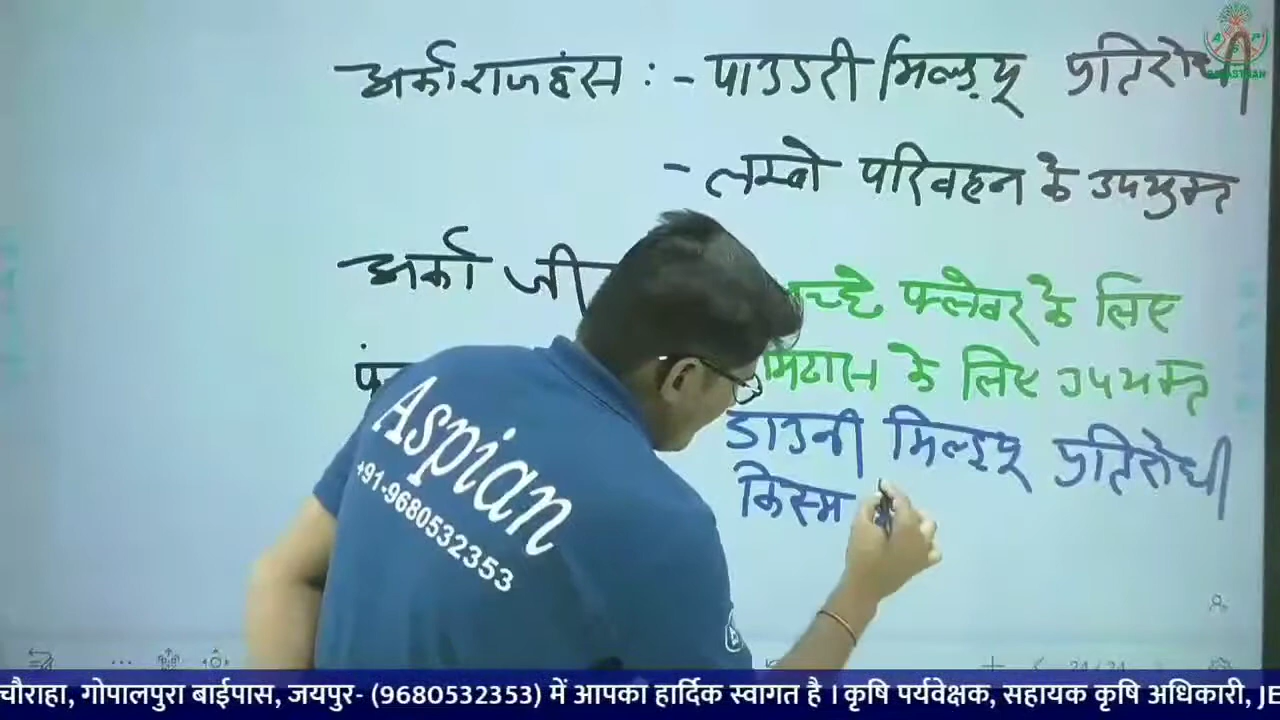 अर्का राजहंस :- पाउडरी मिल्ड्यू प्रतिरोधी
- लम्बे परिवहन के उपयुक्त
अर्का जी
अच्छे फ्लेवर के लिए
मिठास के लिए उपयुक्त
डाउनी मिल्ड्यू प्रतिरोधी
किस्म
Aspian
+91-9680532353
चौराहा, गोपालपुरा बाईपास, जयपुर- (9680532353) में आपका हार्दिक स्वागत है । कृषि पर्यवेक्षक, सहायक कृषि अधिकारी, JE